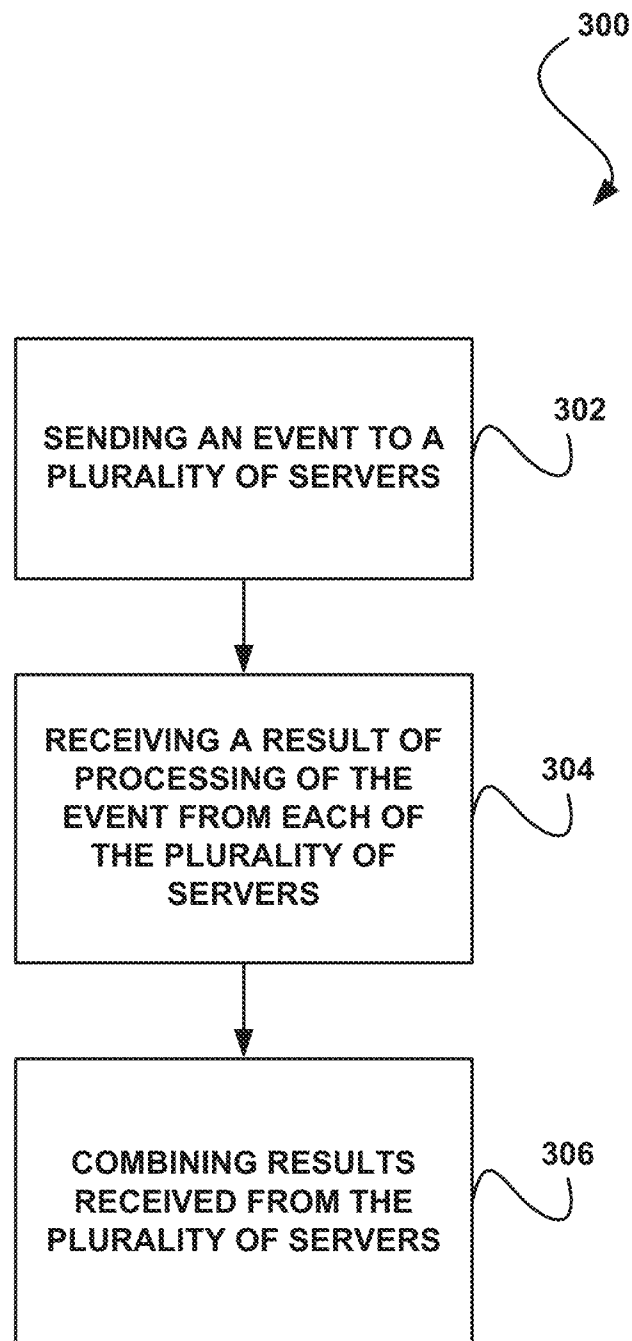 300
SENDING AN EVENT TO A
PLURALITY OF SERVERS
302
RECEIVING A RESULT OF
PROCESSING OF THE
EVENT FROM EACH OF
THE PLURALITY OF
SERVERS
304
COMBINING RESULTS
RECEIVED FROM THE
PLURALITY OF SERVERS
306